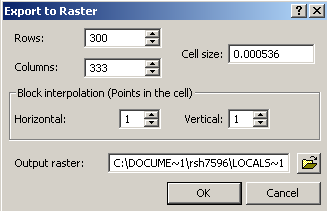 Export to Raster
Rows: 300
Cell size: 0.000536
Columns: 333
Block interpolation (Points in the cell)
Horizontal: 1 Vertical: 1
Output raster: C:\DOCUME~1\rsh7596\LOCALS~1
OK Cancel